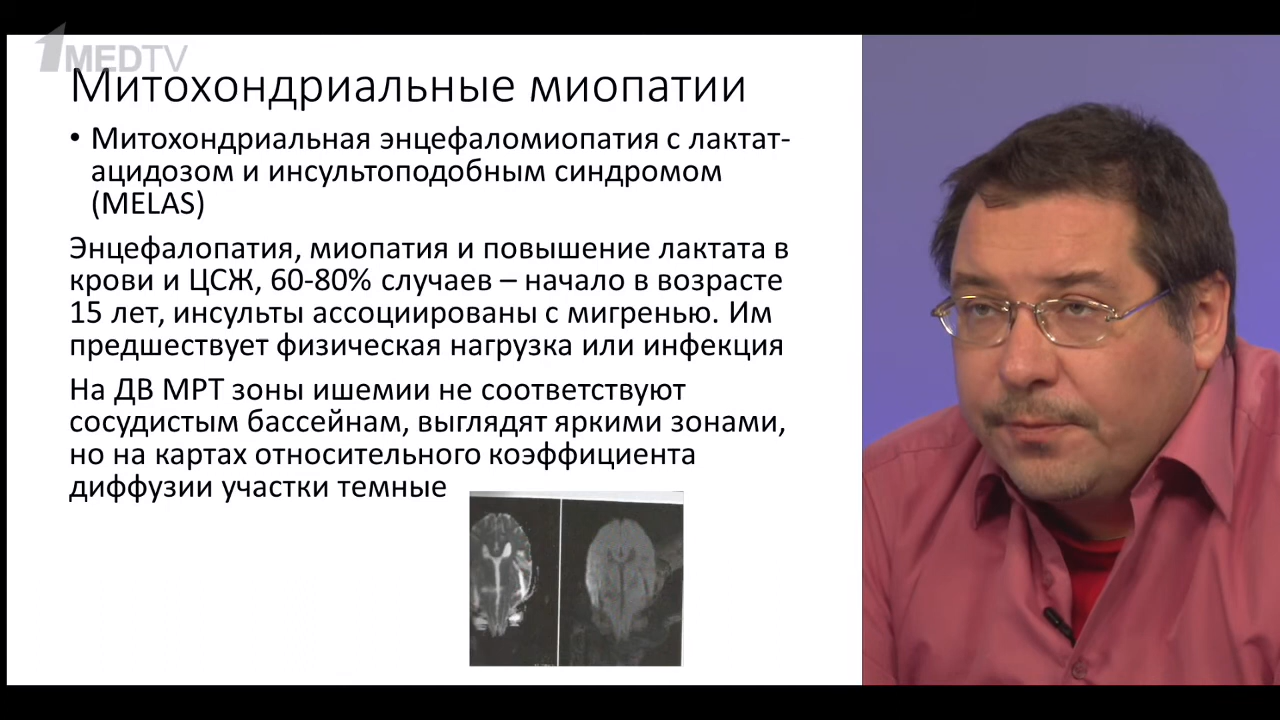 1MEDTV
Митохондриальные миопатии
• Митохондриальная энцефаломиопатия с лактат-
ацидозом и инсультоподобным синдромом
(MELAS)
Энцефалопатия, миопатия и повышение лактата в
крови и ЦСЖ, 60-80% случаев – начало в возрасте
15 лет, инсульты ассоциированы с мигренью. Им
предшествует физическая нагрузка или инфекция
На ДВ МРТ зоны ишемии не соответствуют
сосудистым бассейнам, выглядят яркими зонами,
но на картах относительного коэффициента
диффузии участки темные